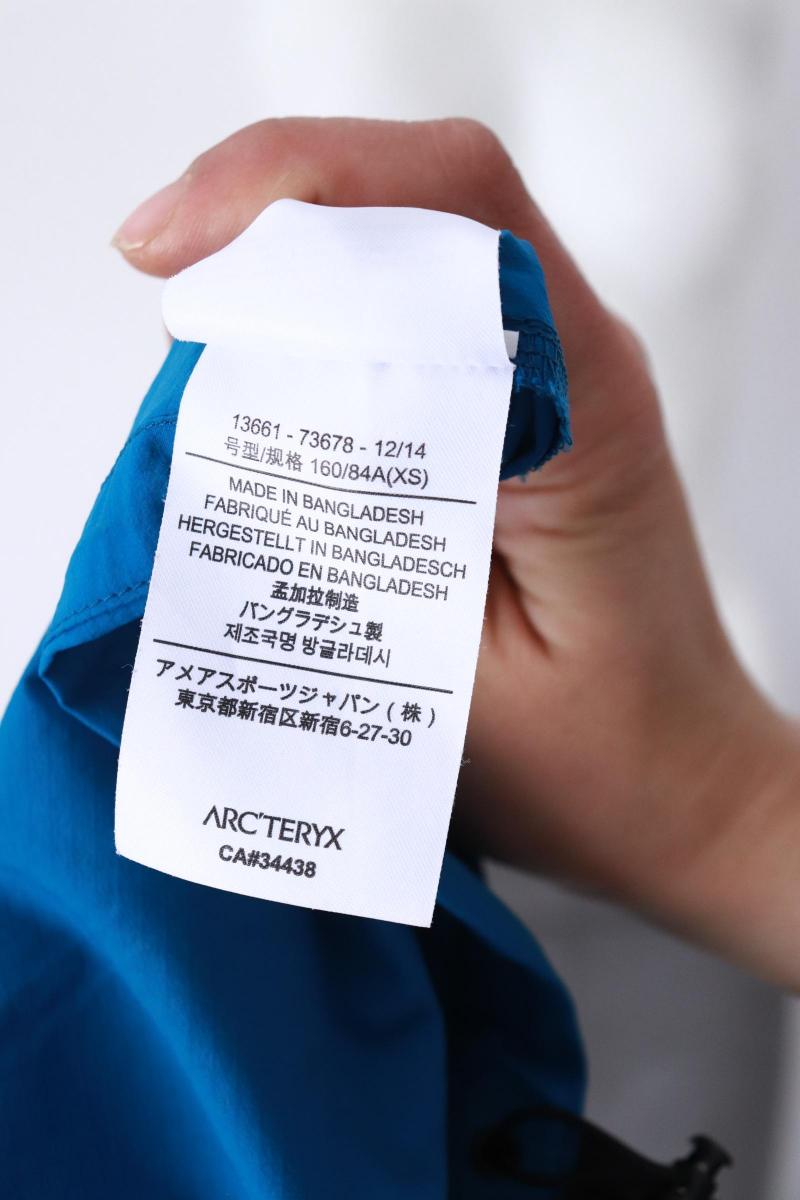 13661 - 73678 - 12/14
号型/规格 160/84A(XS)
MADE IN BANGLADESH
FABRIQUÉ AU BANGLADESH
HERGESTELLT IN BANGLADESCH
FABRICADO EN BANGLADESH
孟加拉制造
バングラデシュ製
제조국명 방글라데시
アメアスポーツジャパン ( 株 )
東京都新宿区新宿6-27-30
ARC'TERYX
CA#34438